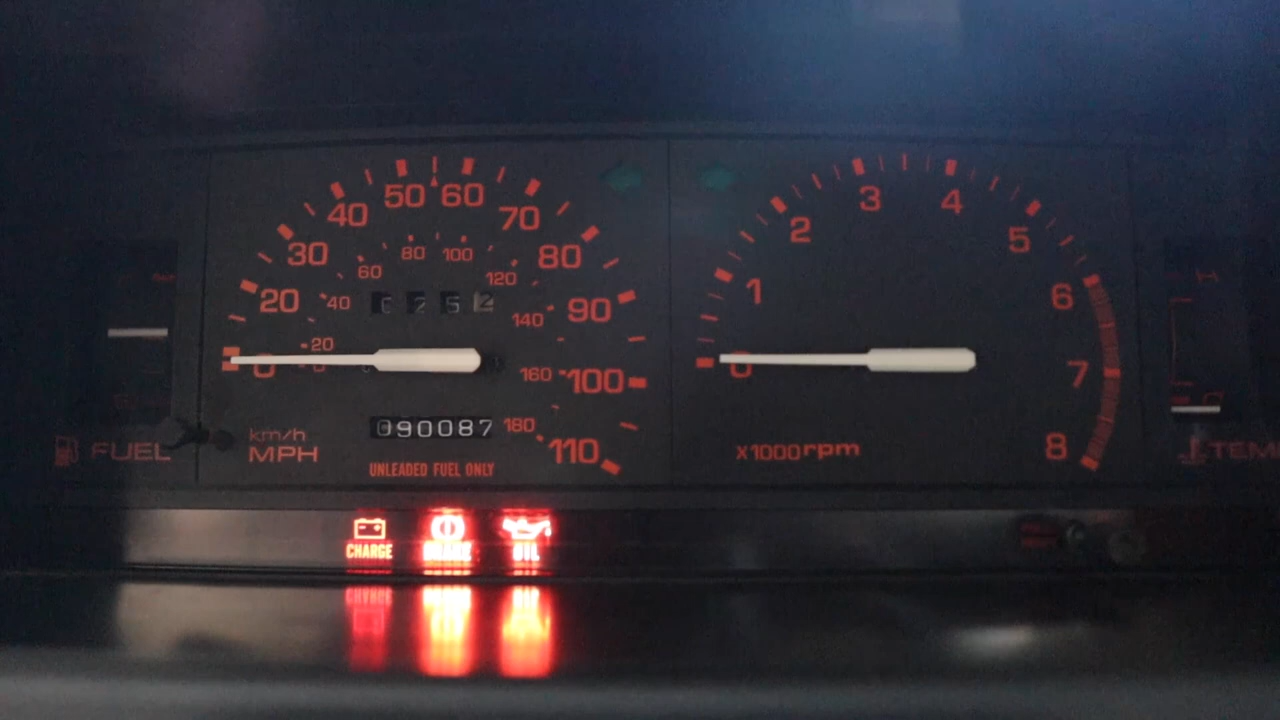 50 60
40 70
30 80 100 80
60 120
20 40 90
140
20
0 160 100
090087 180
km/h
MPH 110
UNLEADED FUEL ONLY
FUEL
3 4
2 5
1 6
0 7
X1000rpm 8
H
C
TEM
CHARGE BRAKE OIL